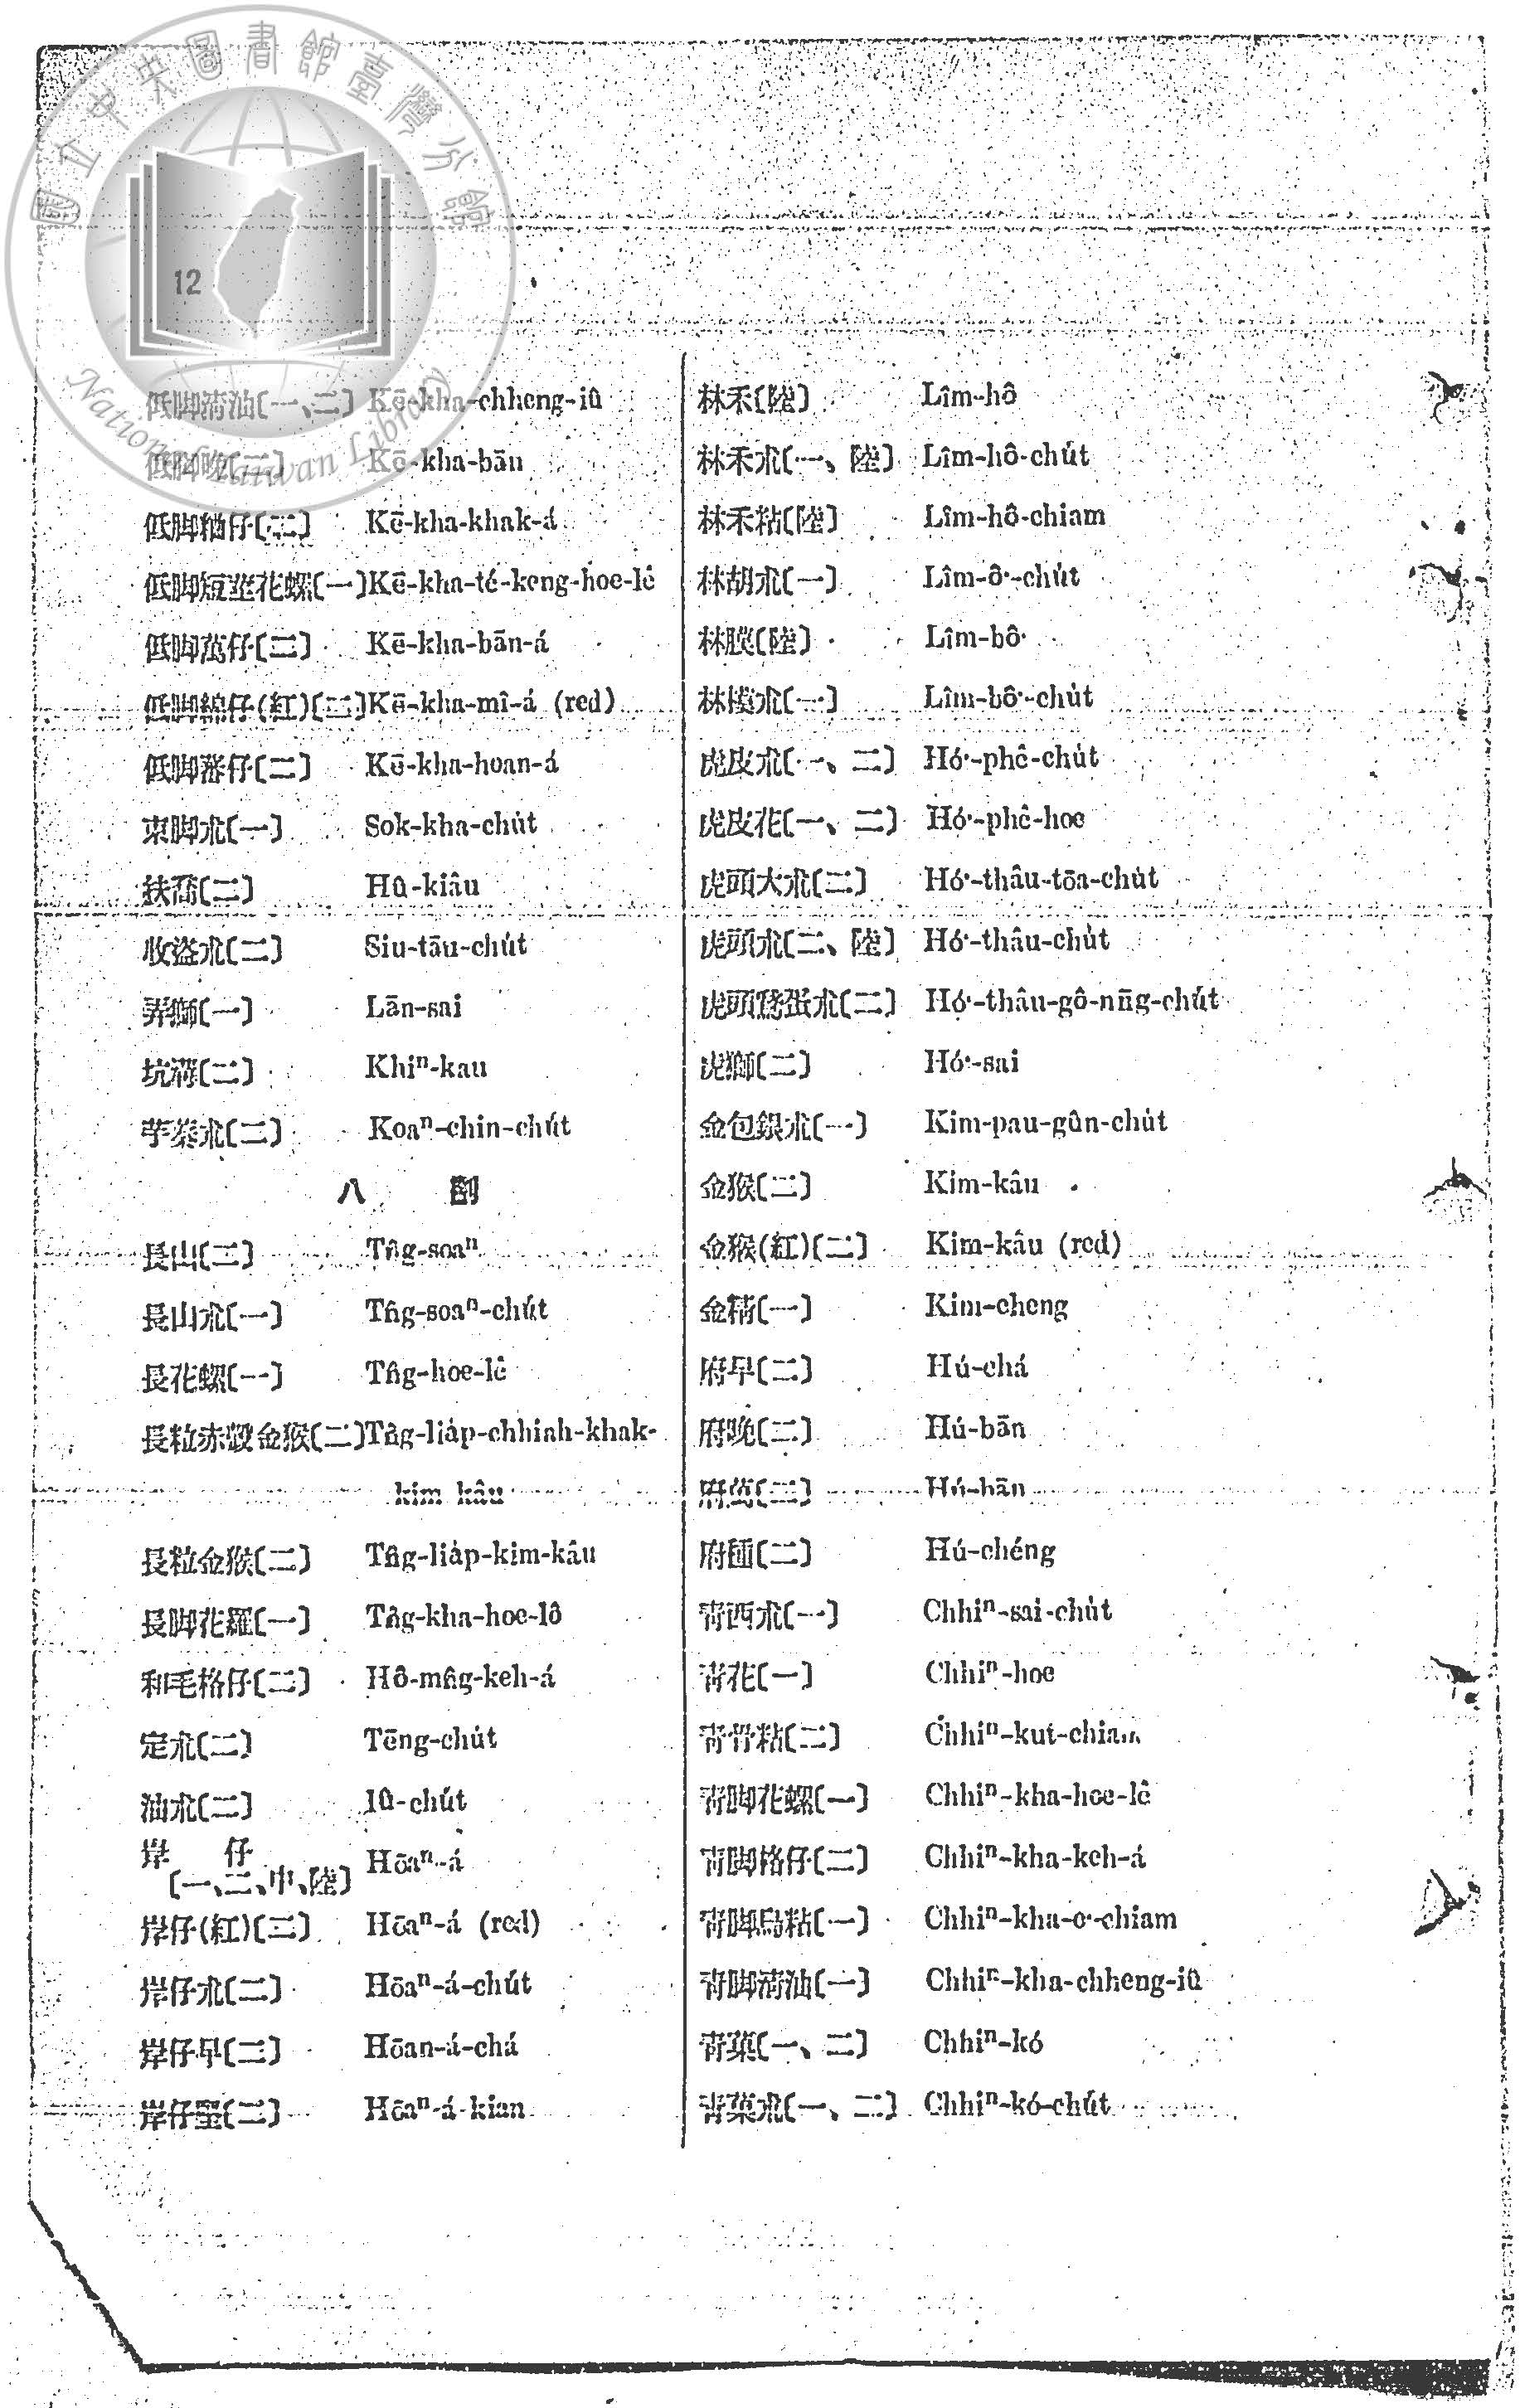 國立中央圖書館臺灣分館
National Taiwan Library
12
低脚清油〔一、二〕 Kē-kha-chheng-iû
低脚晚〔二〕 Kē-kha-bān
低脚粬仔〔二〕 Kē-kha-khak-á
低脚短莖花螺〔一〕 Kē-kha-té-keng-hoe-lê
低脚萬仔〔二〕 Kē-kha-bān-á
低脚綿仔(紅)〔二〕 Kē-kha-mî-á (red)
低脚蕃仔〔二〕 Kē-kha-hoan-á
束脚朮〔一〕 Sok-kha-chu̍t
扶喬〔二〕 Hû-kiâu
收盜朮〔二〕 Siu-tāu-chu̍t
弄獅〔一〕 Lān-sai
坑溝〔二〕 Khiⁿ-kau
竿蓁朮〔二〕 Koaⁿ-chin-chu̍t
八 劃
長山〔二〕 Tn̂g-soaⁿ
長山朮〔一〕 Tn̂g-soaⁿ-chu̍t
長花螺〔一〕 Tn̂g-hoe-lê
長粒赤殼金猴〔二〕 Tn̂g-lia̍p-chhiah-khak-
kim-kâu
長粒金猴〔二〕 Tn̂g-lia̍p-kim-kâu
長脚花羅〔一〕 Tn̂g-kha-hoe-lô
和毛格仔〔二〕 Hô-mn̂g-keh-á
定朮〔二〕 Tēng-chu̍t
油朮〔二〕 Iû-chu̍t
岸 仔
〔一、二、中、陸〕 Hōaⁿ-á
岸仔(紅)〔二〕 Hōaⁿ-á (red)
岸仔朮〔二〕 Hōaⁿ-á-chu̍t
岸仔早〔二〕 Hōan-á-chá
岸仔堅〔二〕 Hōaⁿ-á-kian
林禾〔陸〕 Lîm-hô
林禾朮〔一、陸〕 Lîm-hô-chu̍t
林禾粘〔陸〕 Lîm-hô-chiam
林胡朮〔一〕 Lîm-ô͘-chu̍t
林膜〔陸〕 Lîm-bô͘
林模朮〔一〕 Lîm-bô͘-chu̍t
虎皮朮〔一、二〕 Hó͘-phê-chu̍t
虎皮花〔一、二〕 Hó͘-phê-hoe
虎頭大朮〔二〕 Hó͘-thâu-tōa-chu̍t
虎頭朮〔二、陸〕 Hó͘-thâu-chu̍t
虎頭鵞蛋朮〔二〕 Hó͘-thâu-gô-nn̄g-chu̍t
虎獅〔二〕 Hó͘-sai
金包銀朮〔一〕 Kim-pau-gûn-chu̍t
金猴〔二〕 Kim-kâu
金猴(紅)〔二〕 Kim-kâu (red)
金精〔一〕 Kim-cheng
府早〔二〕 Hú-chá
府晚〔二〕 Hú-bān
府萬〔二〕 Hú-bān
府種〔二〕 Hú-chéng
靑西朮〔一〕 Chhiⁿ-sai-chu̍t
靑花〔一〕 Chhiⁿ-hoe
靑骨粘〔二〕 Chhiⁿ-kut-chiam
靑脚花螺〔一〕 Chhiⁿ-kha-hoe-lê
靑脚格仔〔二〕 Chhiⁿ-kha-keh-á
靑脚烏粘〔一〕 Chhiⁿ-kha-o͘-chiam
靑脚淸油〔一〕 Chhiⁿ-kha-chheng-iû
靑菓〔一、二〕 Chhiⁿ-kó
靑菓朮〔一、二〕 Chhiⁿ-kó-chu̍t